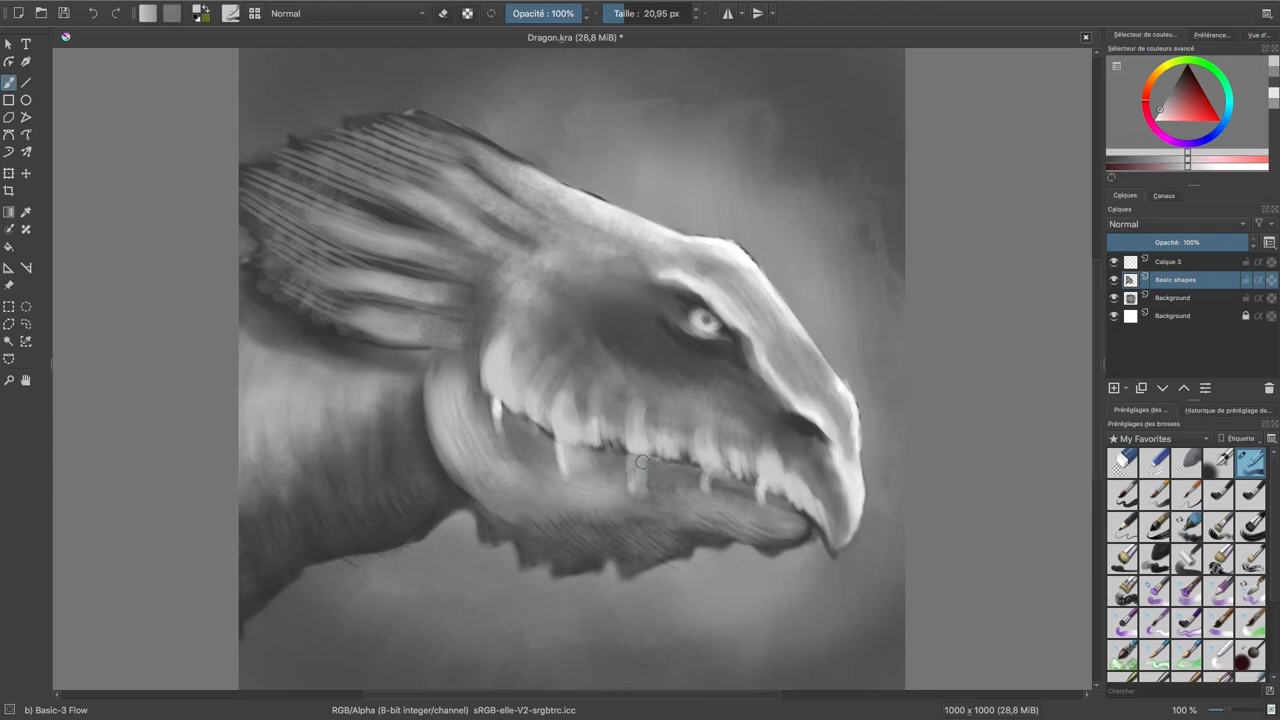 Normal
Opacité : 100%
Taille : 20,95 px
Dragon.kra (28,8 MiB) *
Sélecteur de couleu...
Préférence...
Vue d'...
Sélecteur de couleurs avancé
Calques
Canaux
Calques
Normal
Opacité: 100%
Calque 3
Basic shapes
Background
Background
Préréglages des ...
Historique de préréglage de...
Préréglages des brosses
My Favorites
Étiquette
Chercher
b) Basic-3 Flow
RGB/Alpha (8-bit integer/channel) sRGB-elle-V2-srgbtrc.icc
1000 x 1000 (28,8 MiB)
100 %